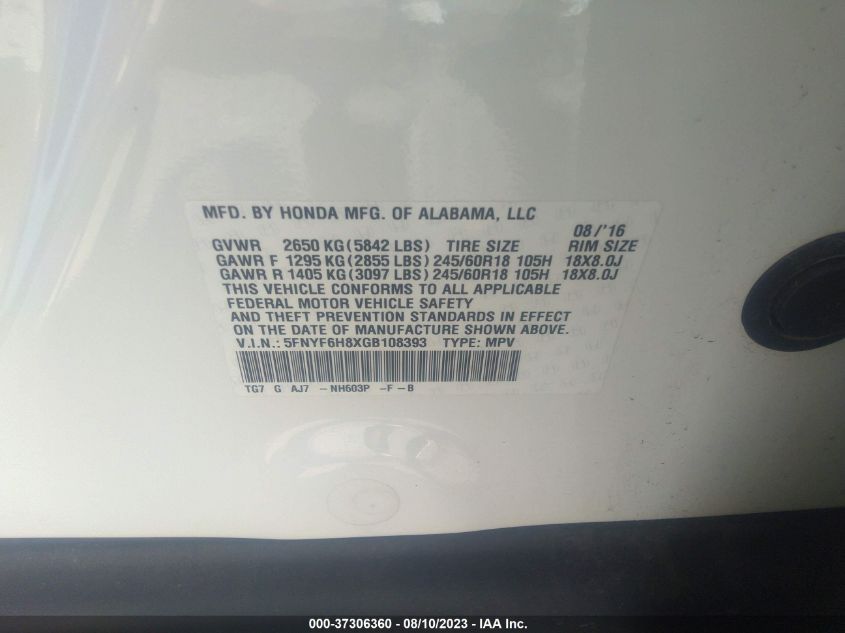 MFD. BY HONDA MFG. OF ALABAMA, LLC
08/'16
GVWR 2650 KG(5842 LBS) TIRE SIZE RIM SIZE
GAWR F 1295 KG(2855 LBS)245/60R18 105H 18X8.0J
GAWR R 1405 KG(3097 LBS)245/60R18 105H 18X8.0J
THIS VEHICLE CONFORMS TO ALL APPLICABLE
FEDERAL MOTOR VEHICLE SAFETY
AND THEFT PREVENTION STANDARDS IN EFFECT
ON THE DATE OF MANUFACTURE SHOWN ABOVE.
V.I.N.: 5FNYF6H8XGB108393 TYPE: MPV
TG7 G AJ7 -NH603P -F-B
000-37306360 - 08/10/2023 - IAA Inc.